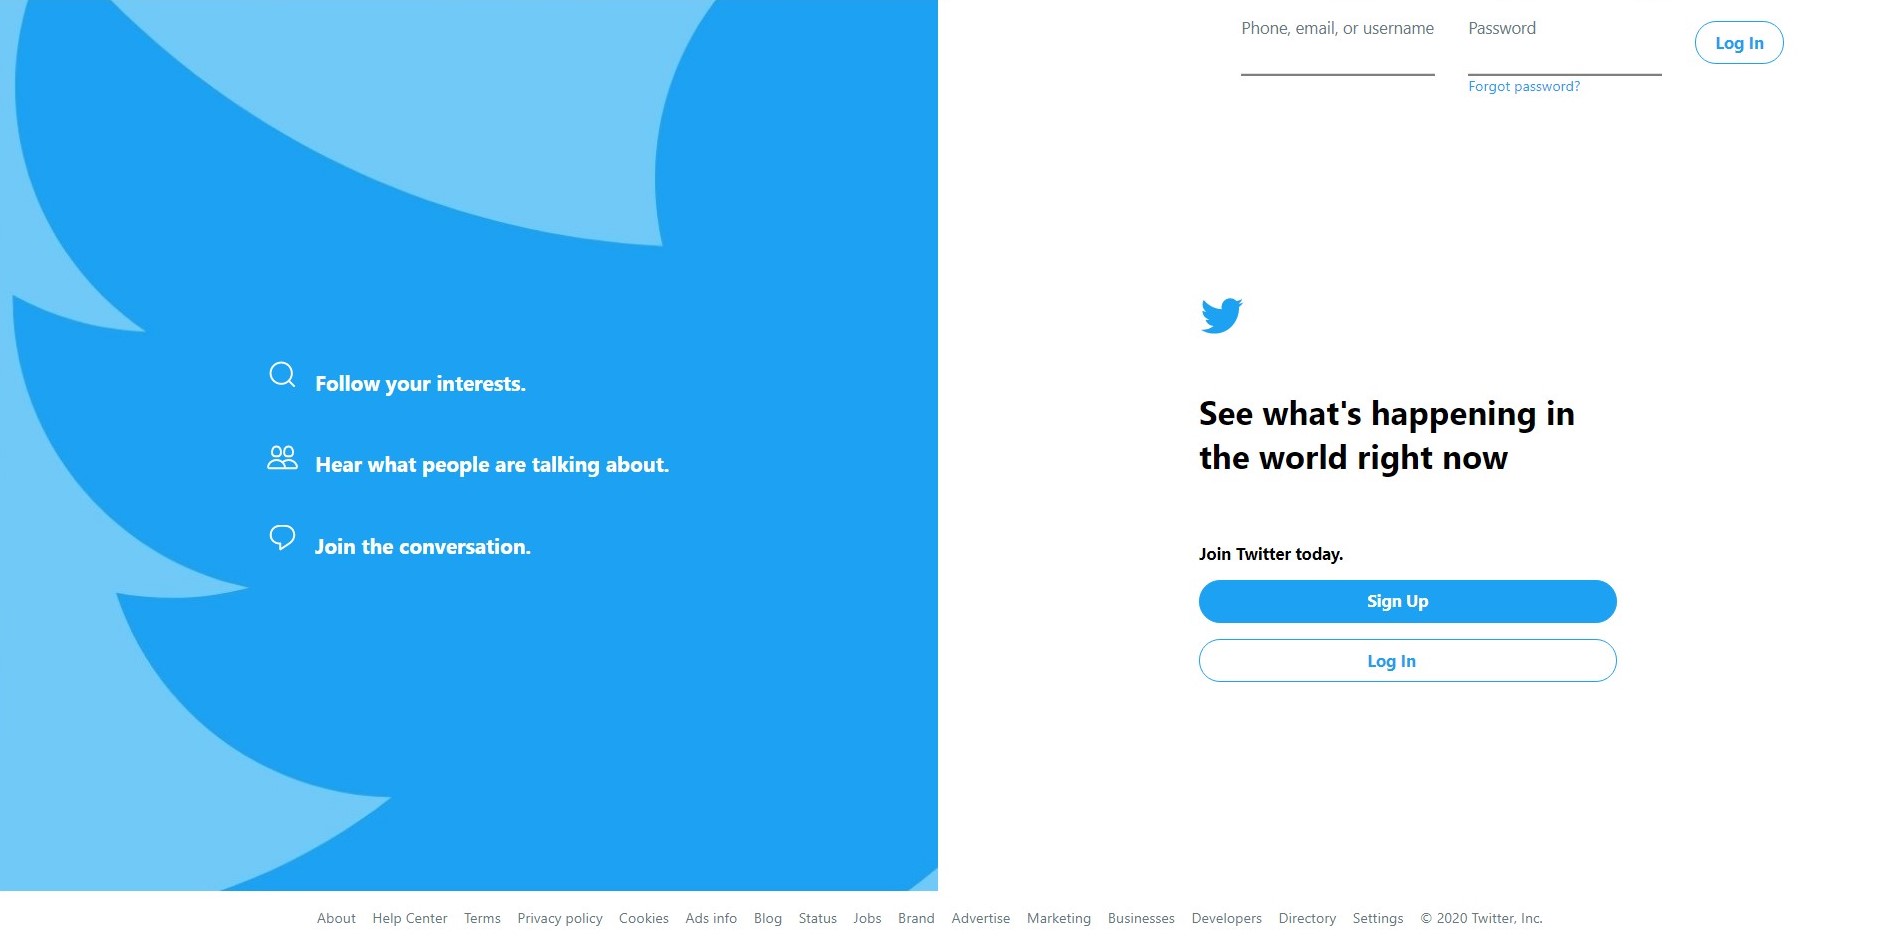 Phone, email, or username Password Log In
Forgot password?
Follow your interests.
Hear what people are talking about.
Join the conversation.
See what's happening in
the world right now
Join Twitter today.
Sign Up
Log In
About Help Center Terms Privacy policy Cookies Ads info Blog Status Jobs Brand Advertise Marketing Businesses Developers Directory Settings © 2020 Twitter, Inc.